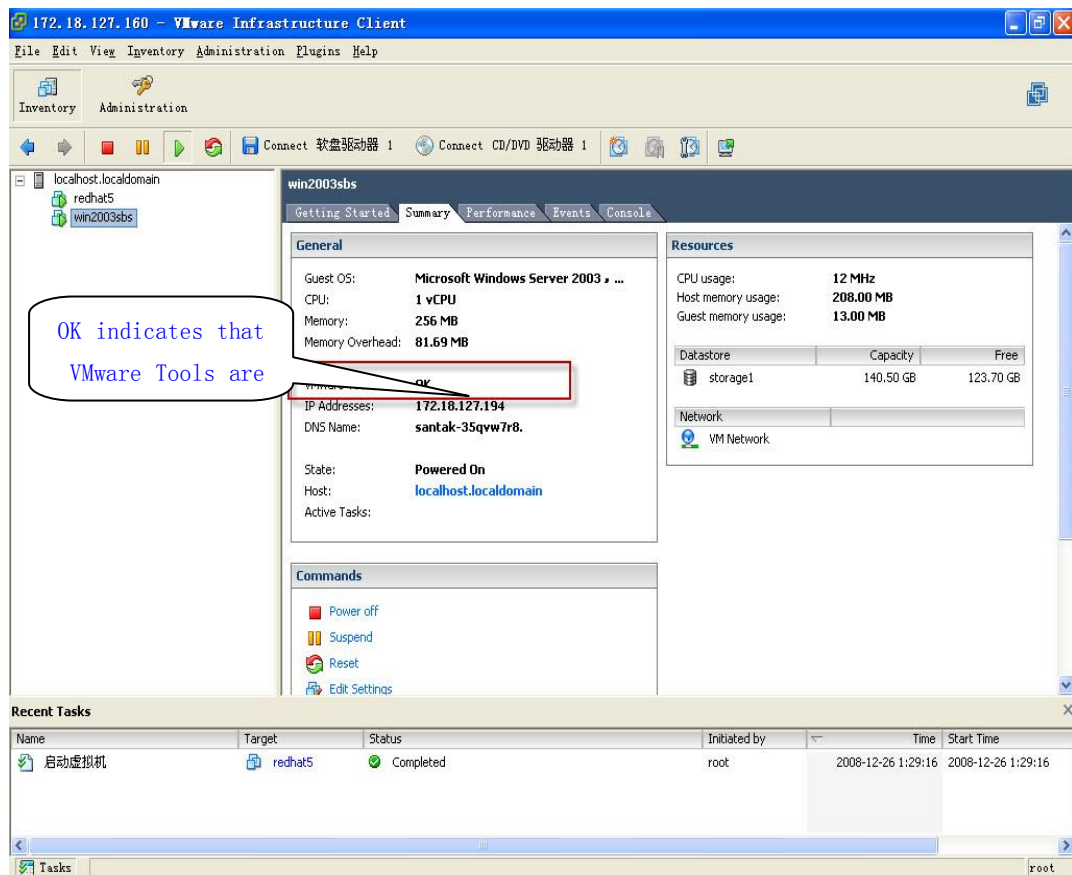 172.18.127.160 - VMware Infrastructure Client
File Edit View Inventory Administration Plugins Help
Inventory Administration
Connect 软盘驱动器 1 Connect CD/DVD 驱动器 1
localhost.localdomain
redhat5
win2003sbs
win2003sbs
Getting Started Summary Performance Events Console
General
Guest OS: Microsoft Windows Server 2003, ...
CPU: 1 vCPU
Memory: 256 MB
Memory Overhead: 81.69 MB
OK
IP Addresses: 172.18.127.194
DNS Name: santak-35qvw7r8.
State: Powered On
Host: localhost.localdomain
Active Tasks:
OK indicates that
VMware Tools are
Commands
Power off
Suspend
Reset
Edit Settings
Resources
CPU usage: 12 MHz
Host memory usage: 208.00 MB
Guest memory usage: 13.00 MB
Datastore Capacity Free
storage1 140.50 GB 123.70 GB
Network
VM Network
Recent Tasks
Name Target Status Initiated by Time Start Time
启动虚拟机 redhat5 Completed root 2008-12-26 1:29:16 2008-12-26 1:29:16
Tasks root